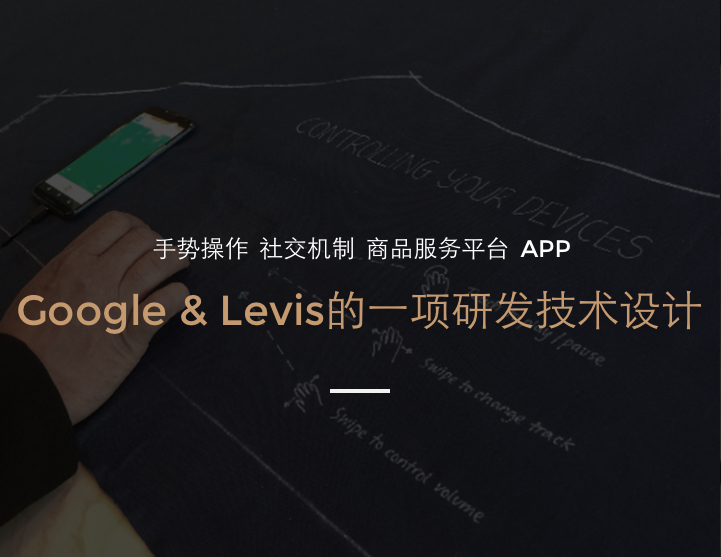 CONTROLLING YOUR DEVICES
手势操作 社交机制 商品服务平台 APP
Google & Levis的一项研发技术设计
play/pause
Swipe to change track
Swipe to control volume